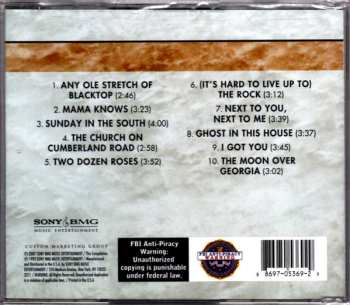 1. ANY OLE STRETCH OF
BLACKTOP (2:46)
2. MAMA KNOWS (3:23)
3. SUNDAY IN THE SOUTH (4:00)
4. THE CHURCH ON
CUMBERLAND ROAD (2:58)
5. TWO DOZEN ROSES (3:52)
6. (IT'S HARD TO LIVE UP TO)
THE ROCK (3:12)
7. NEXT TO YOU,
NEXT TO ME (3:39)
8. GHOST IN THIS HOUSE (3:37)
9. I GOT YOU (3:45)
10. THE MOON OVER
GEORGIA (3:02)
SONY BMG
MUSIC ENTERTAINMENT
CUSTOM MARKETING GROUP
FBI Anti-Piracy
Warning:
Unauthorized
copying is punishable
under federal law.
8 8697-05369-2